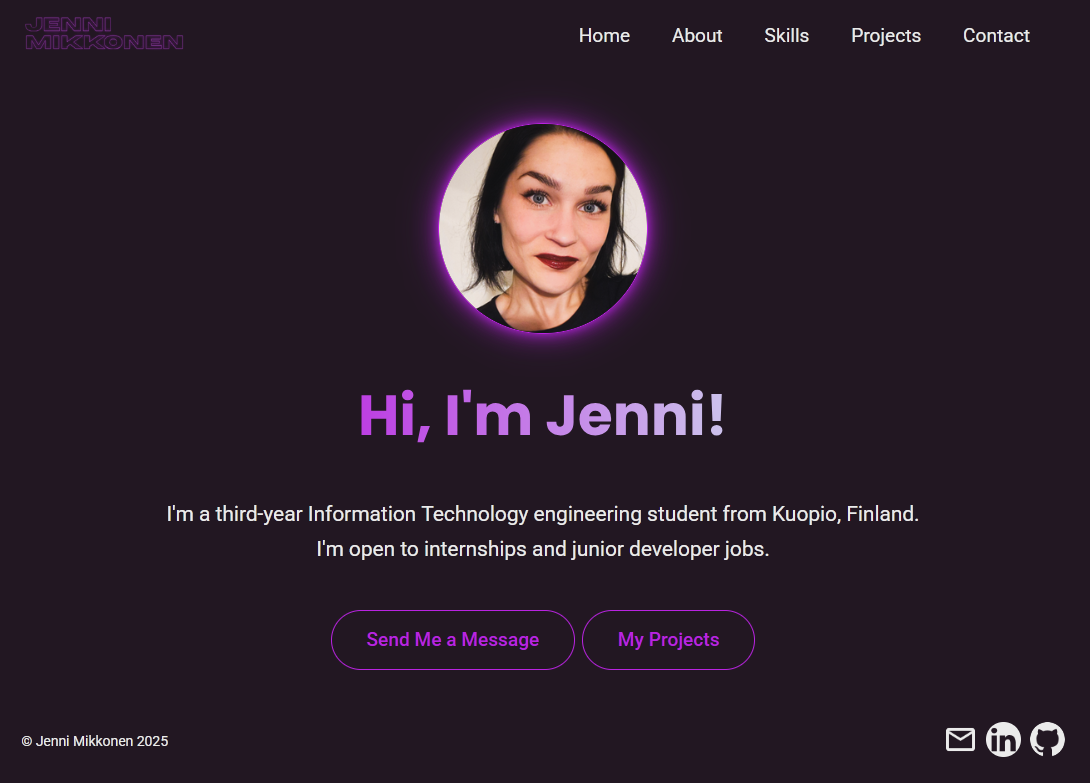 JENNI
MIKKONEN
Home About Skills Projects Contact
Hi, I'm Jenni!
I'm a third-year Information Technology engineering student from Kuopio, Finland.
I'm open to internships and junior developer jobs.
Send Me a Message My Projects
© Jenni Mikkonen 2025
in